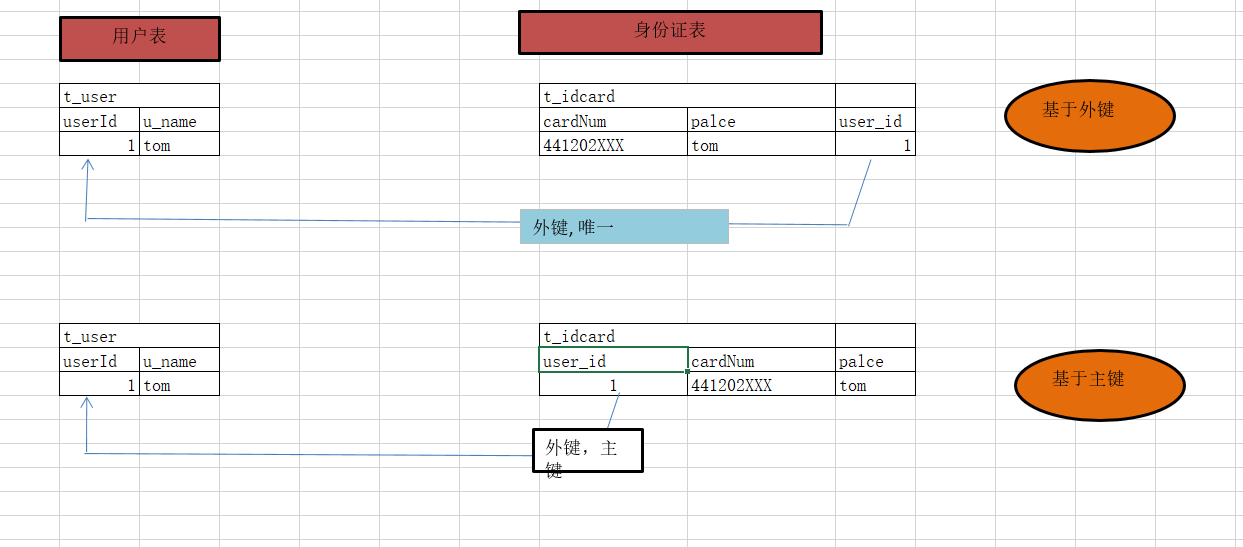 用户表 身份证表
t_user t_idcard
userId u_name cardNum palce user_id
1 tom 441202XXX tom 1
基于外键
外键,唯一
t_user t_idcard
userId u_name user_id cardNum palce
1 tom 1 441202XXX tom
基于主键
外键，主
键